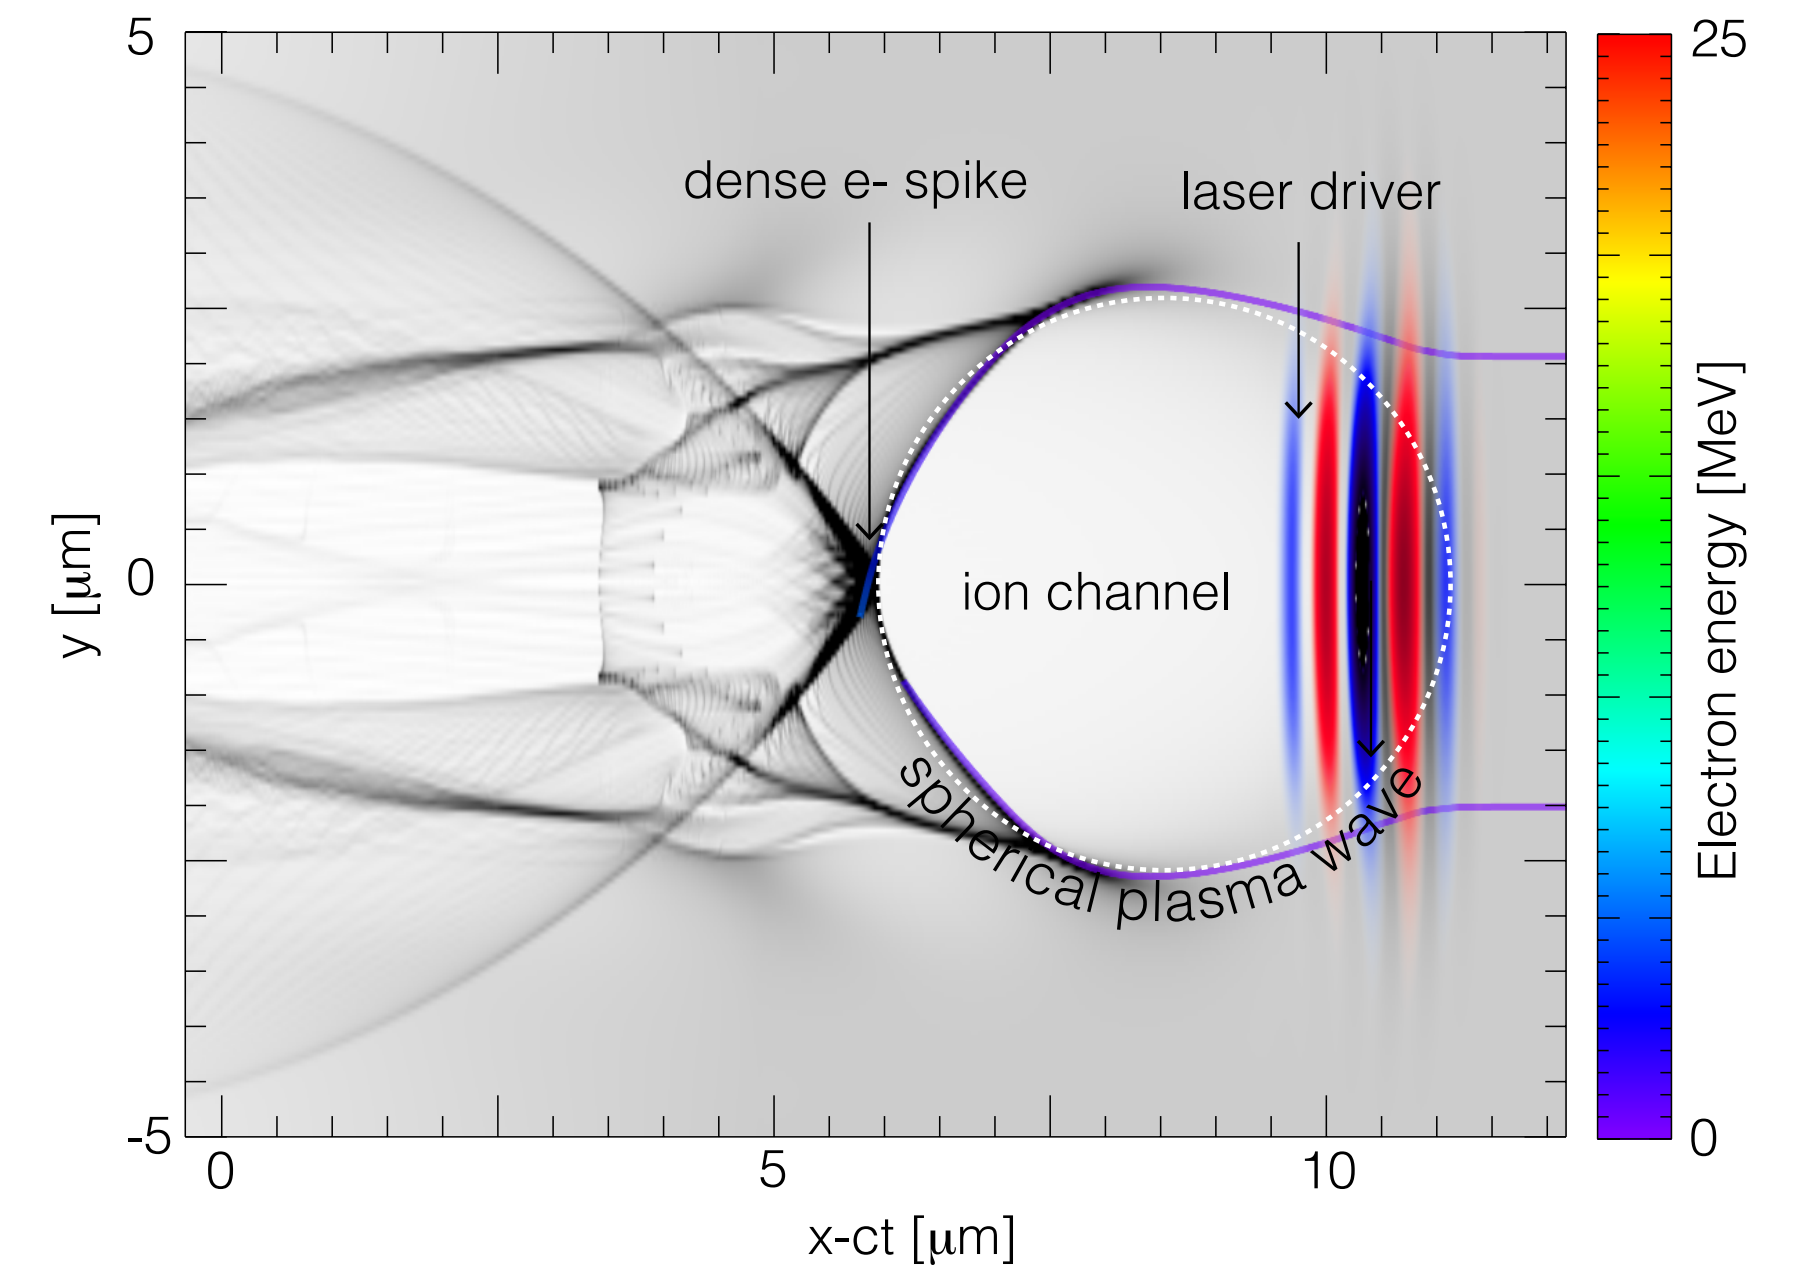 5
25
dense e- spike
laser driver
ion channel
y [μm]
0
Electron energy [MeV]
spherical plasma wave
-5
0
0
5
10
x-ct [μm]